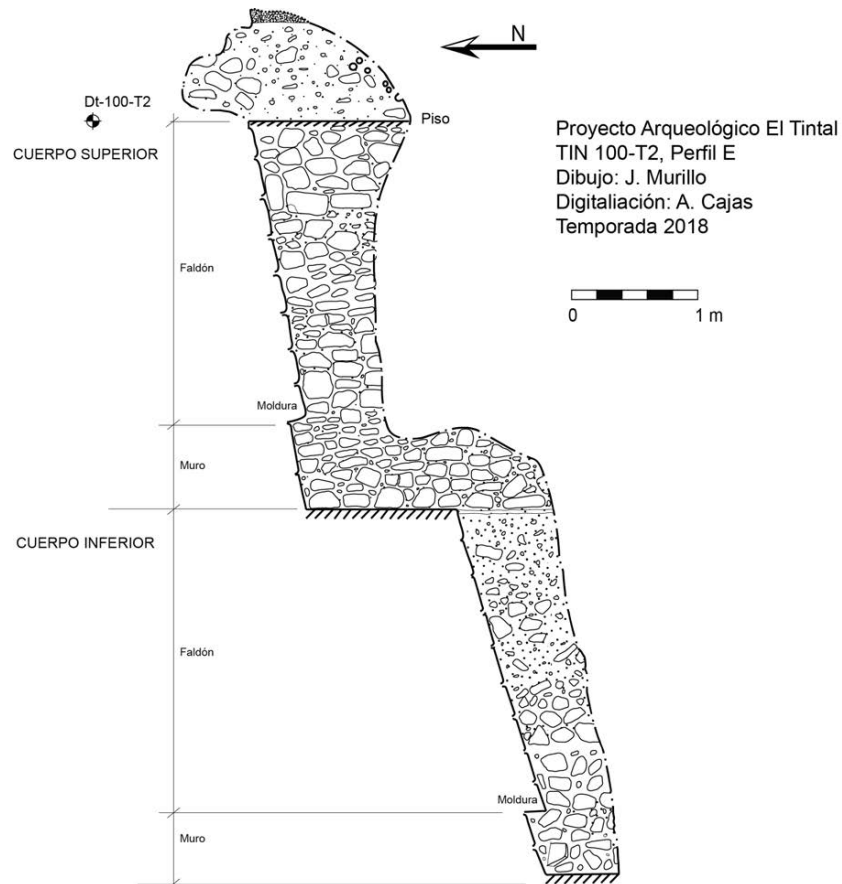 N
Dt-100-T2
Piso
CUERPO SUPERIOR
Proyecto Arqueológico El Tintal
TIN 100-T2, Perfil E
Dibujo: J. Murillo
Digitaliación: A. Cajas
Temporada 2018
Faldón
0 1 m
Moldura
Muro
CUERPO INFERIOR
Faldón
Moldura
Muro